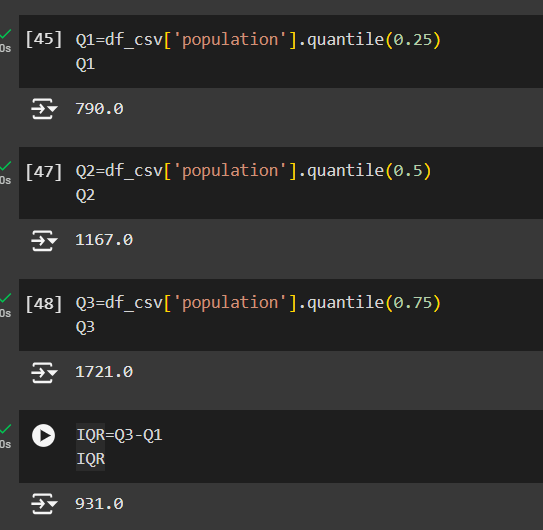 [45] Q1=df_csv['population'].quantile(0.25)
0s
Q1
790.0
[47] Q2=df_csv['population'].quantile(0.5)
0s
Q2
1167.0
[48] Q3=df_csv['population'].quantile(0.75)
0s
Q3
1721.0
IQR=Q3-Q1
0s
IQR
931.0